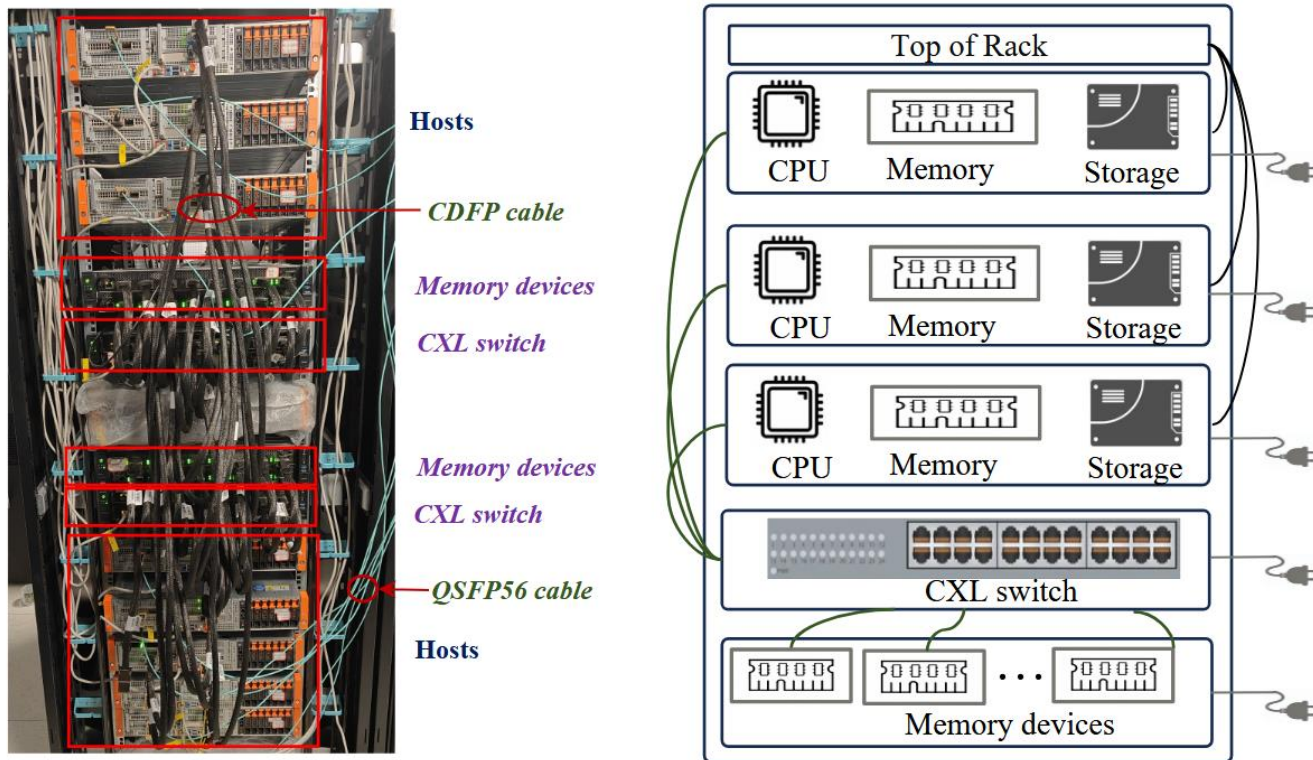 Hosts
CDFP cable
Memory devices
CXL switch
Memory devices
CXL switch
QSFP56 cable
Hosts
Top of Rack
CPU
Memory
Storage
CPU
Memory
Storage
CPU
Memory
Storage
CXL switch
...
Memory devices